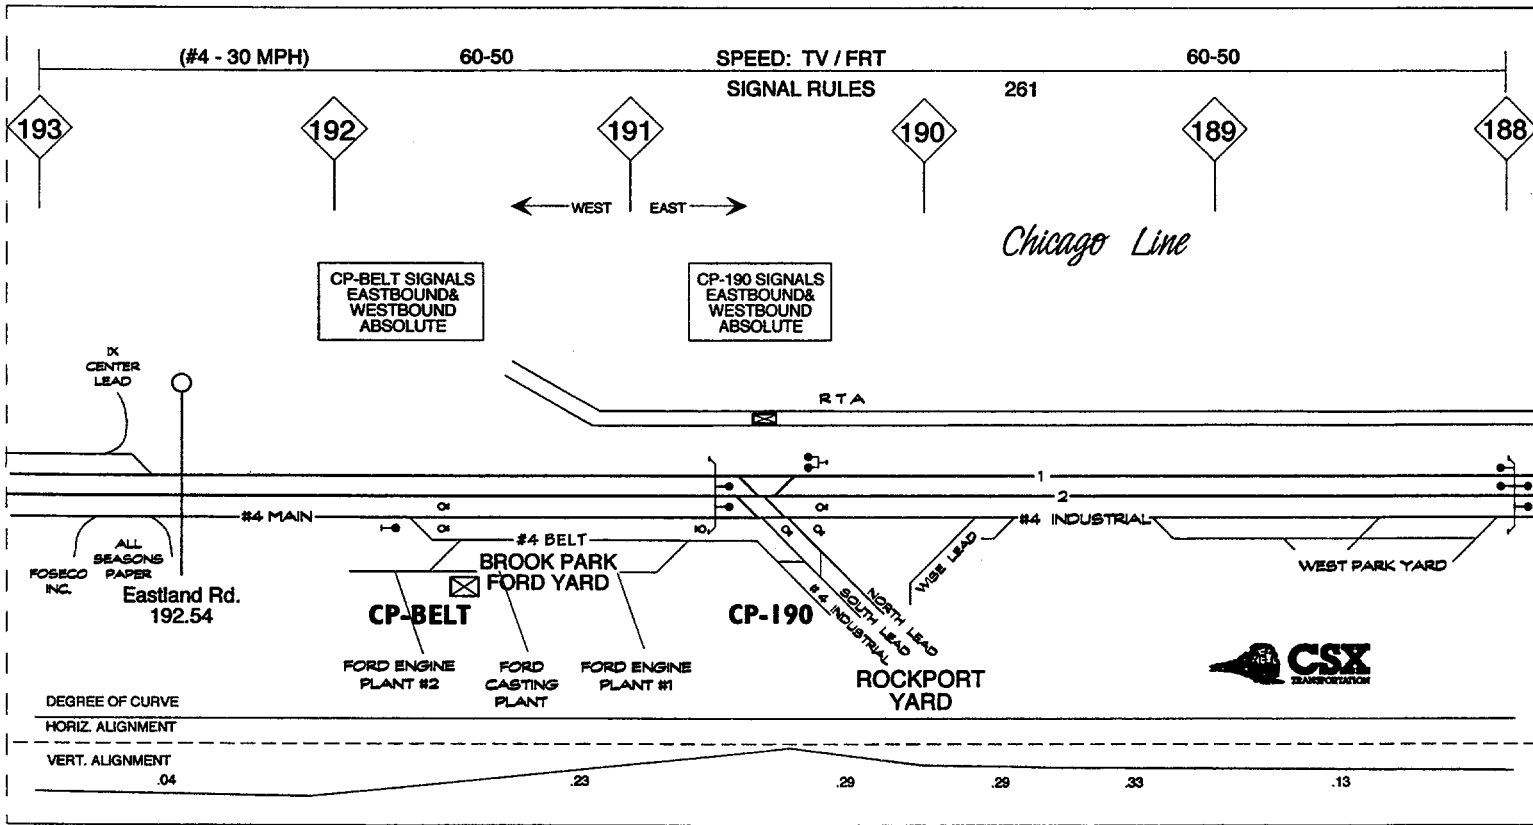 (#4 - 30 MPH) 60-50 SPEED: TV / FRT 60-50
SIGNAL RULES 261
193 192 191 190 189 188
WEST EAST
Chicago Line
CP-BELT SIGNALS
EASTBOUND&
WESTBOUND
ABSOLUTE
CP-190 SIGNALS
EASTBOUND&
WESTBOUND
ABSOLUTE
IX
CENTER
LEAD
RTA
1
2
#4 MAIN
#4 INDUSTRIAL
#4 BELT
FOSECO
INC.
ALL
SEASONS
PAPER
Eastland Rd.
192.54
BROOK PARK
FORD YARD
CP-BELT
CP-190
WISE LEAD
WEST PARK YARD
NORTH LEAD
SOUTH LEAD
#4 INDUSTRIAL
FORD ENGINE
PLANT #2
FORD
CASTING
PLANT
FORD ENGINE
PLANT #1
ROCKPORT
YARD
CSX
TRANSPORTATION
DEGREE OF CURVE
HORIZ. ALIGNMENT
VERT. ALIGNMENT
.04 .23 .29 .29 .33 .13